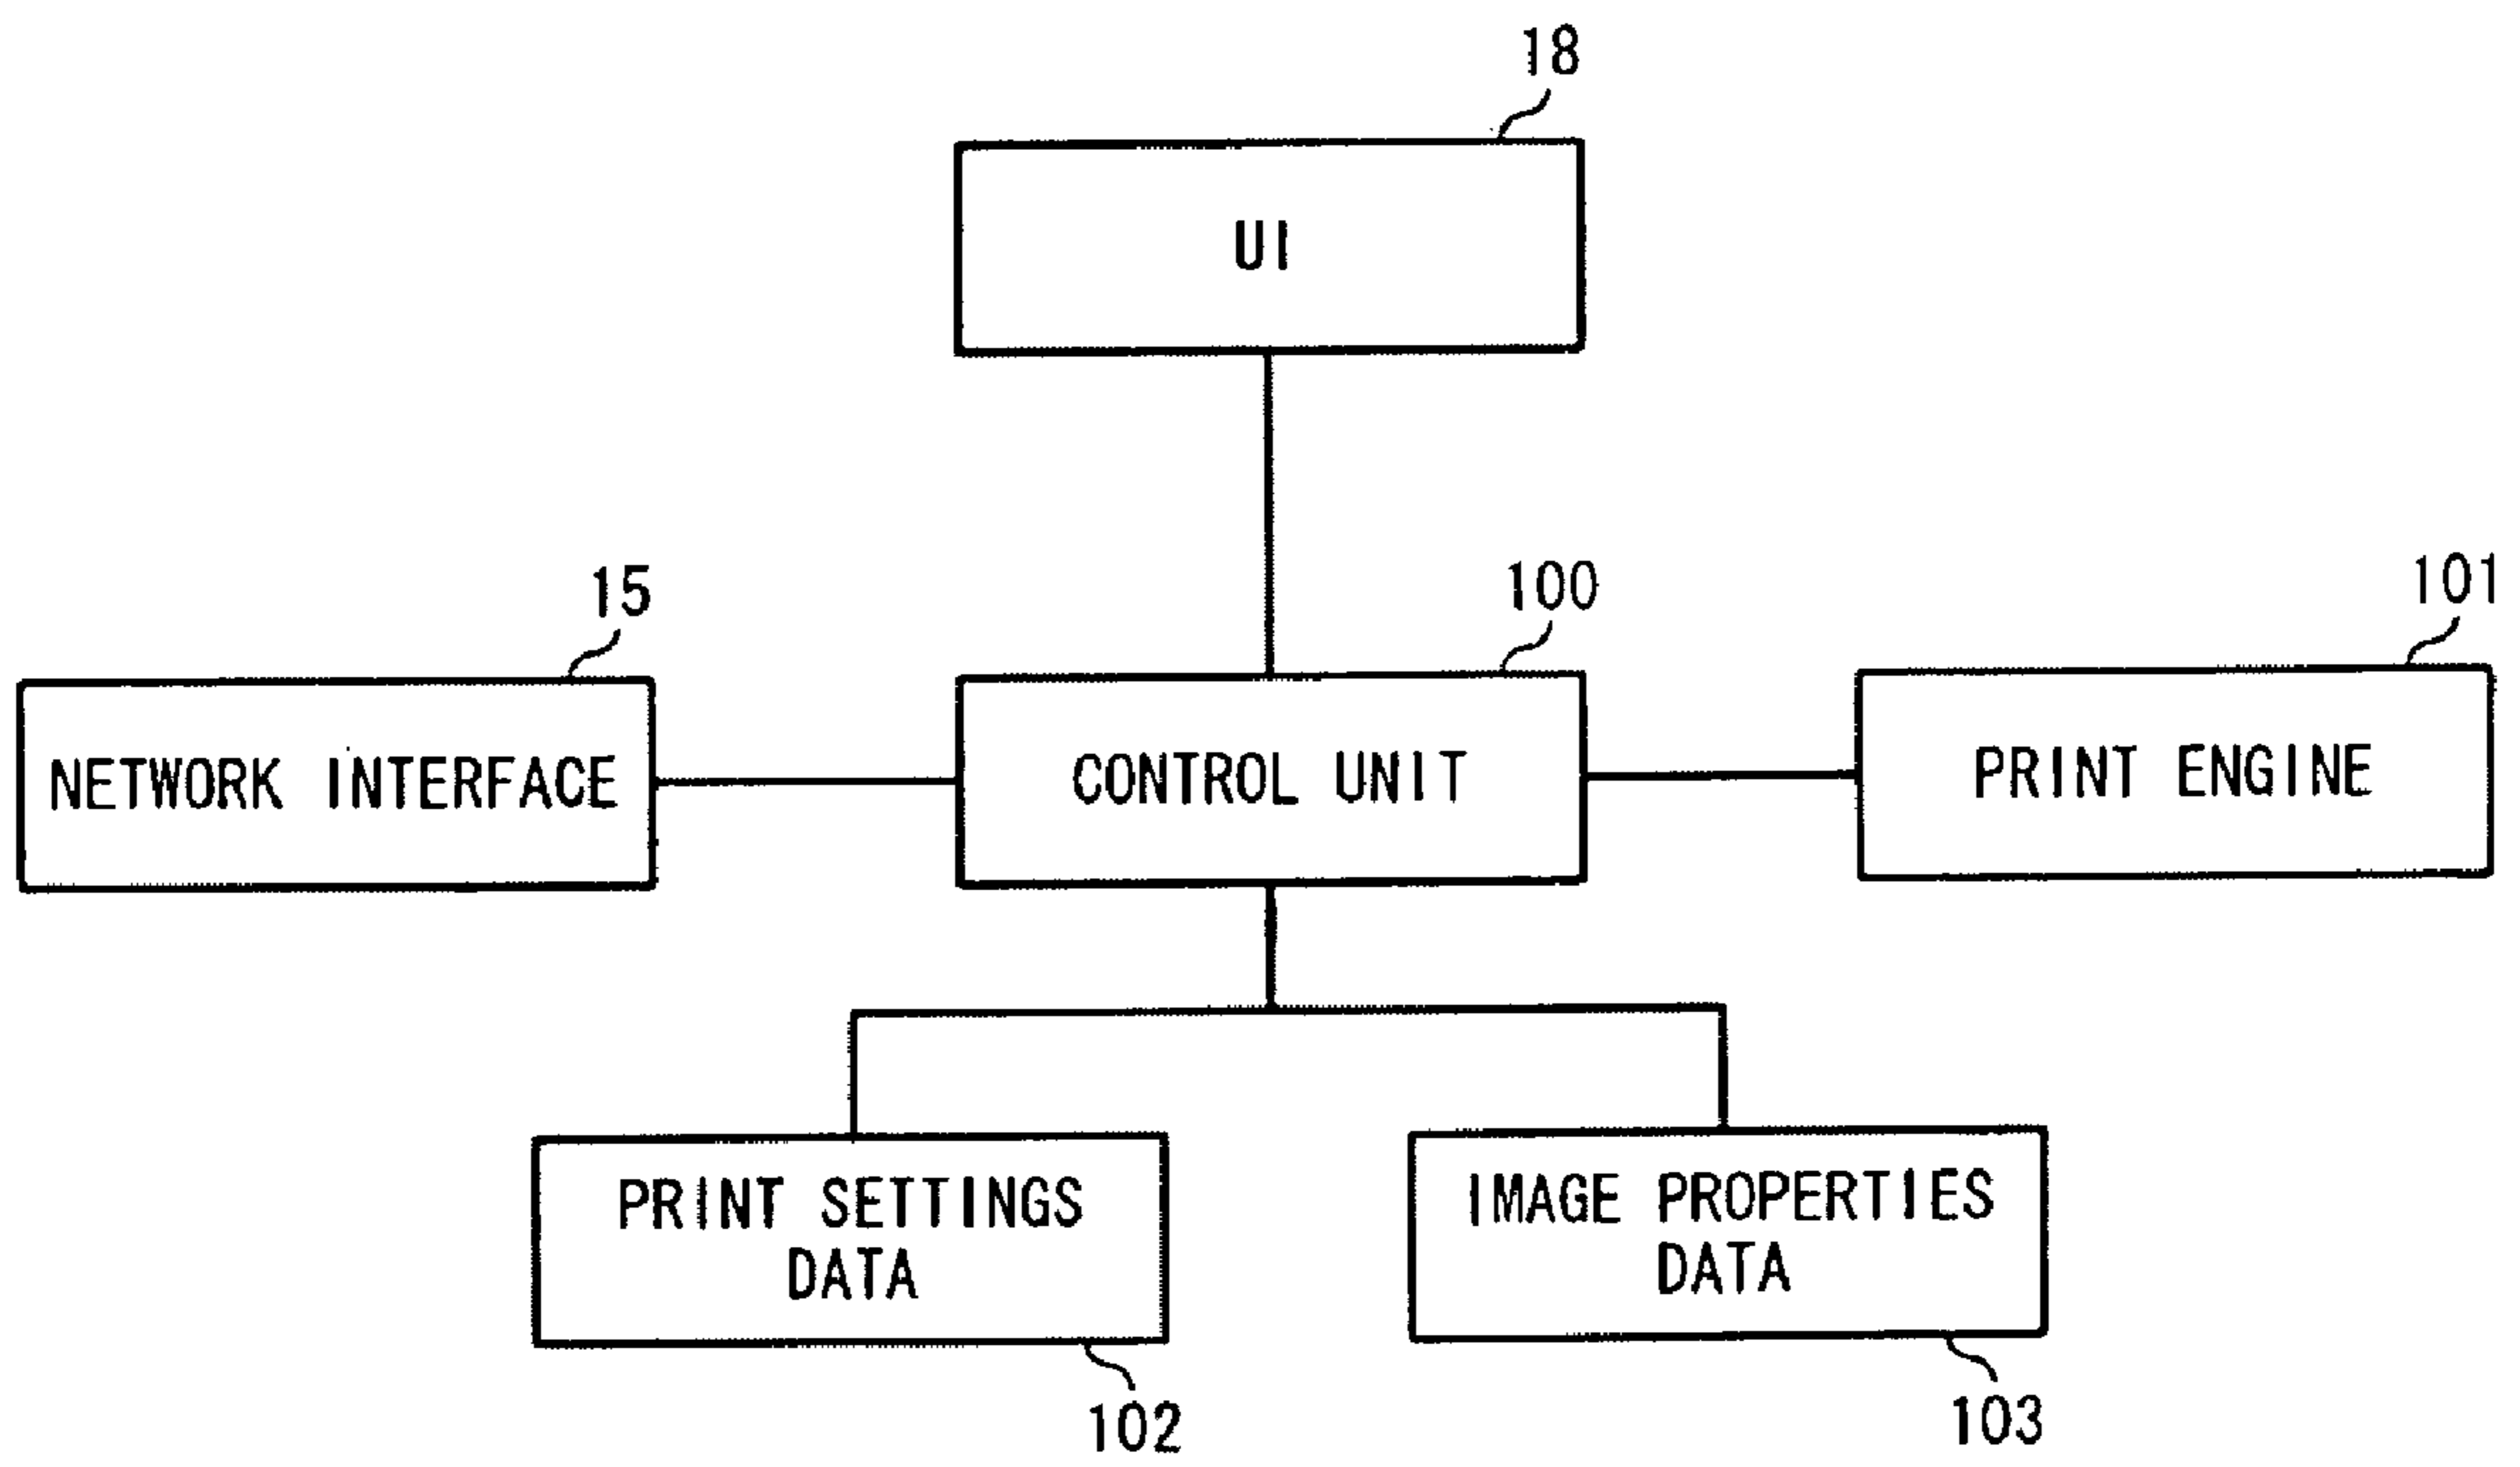 18
UI
15
100
101
NETWORK INTERFACE
CONTROL UNIT
PRINT ENGINE
PRINT SETTINGS
DATA
IMAGE PROPERTIES
DATA
102
103